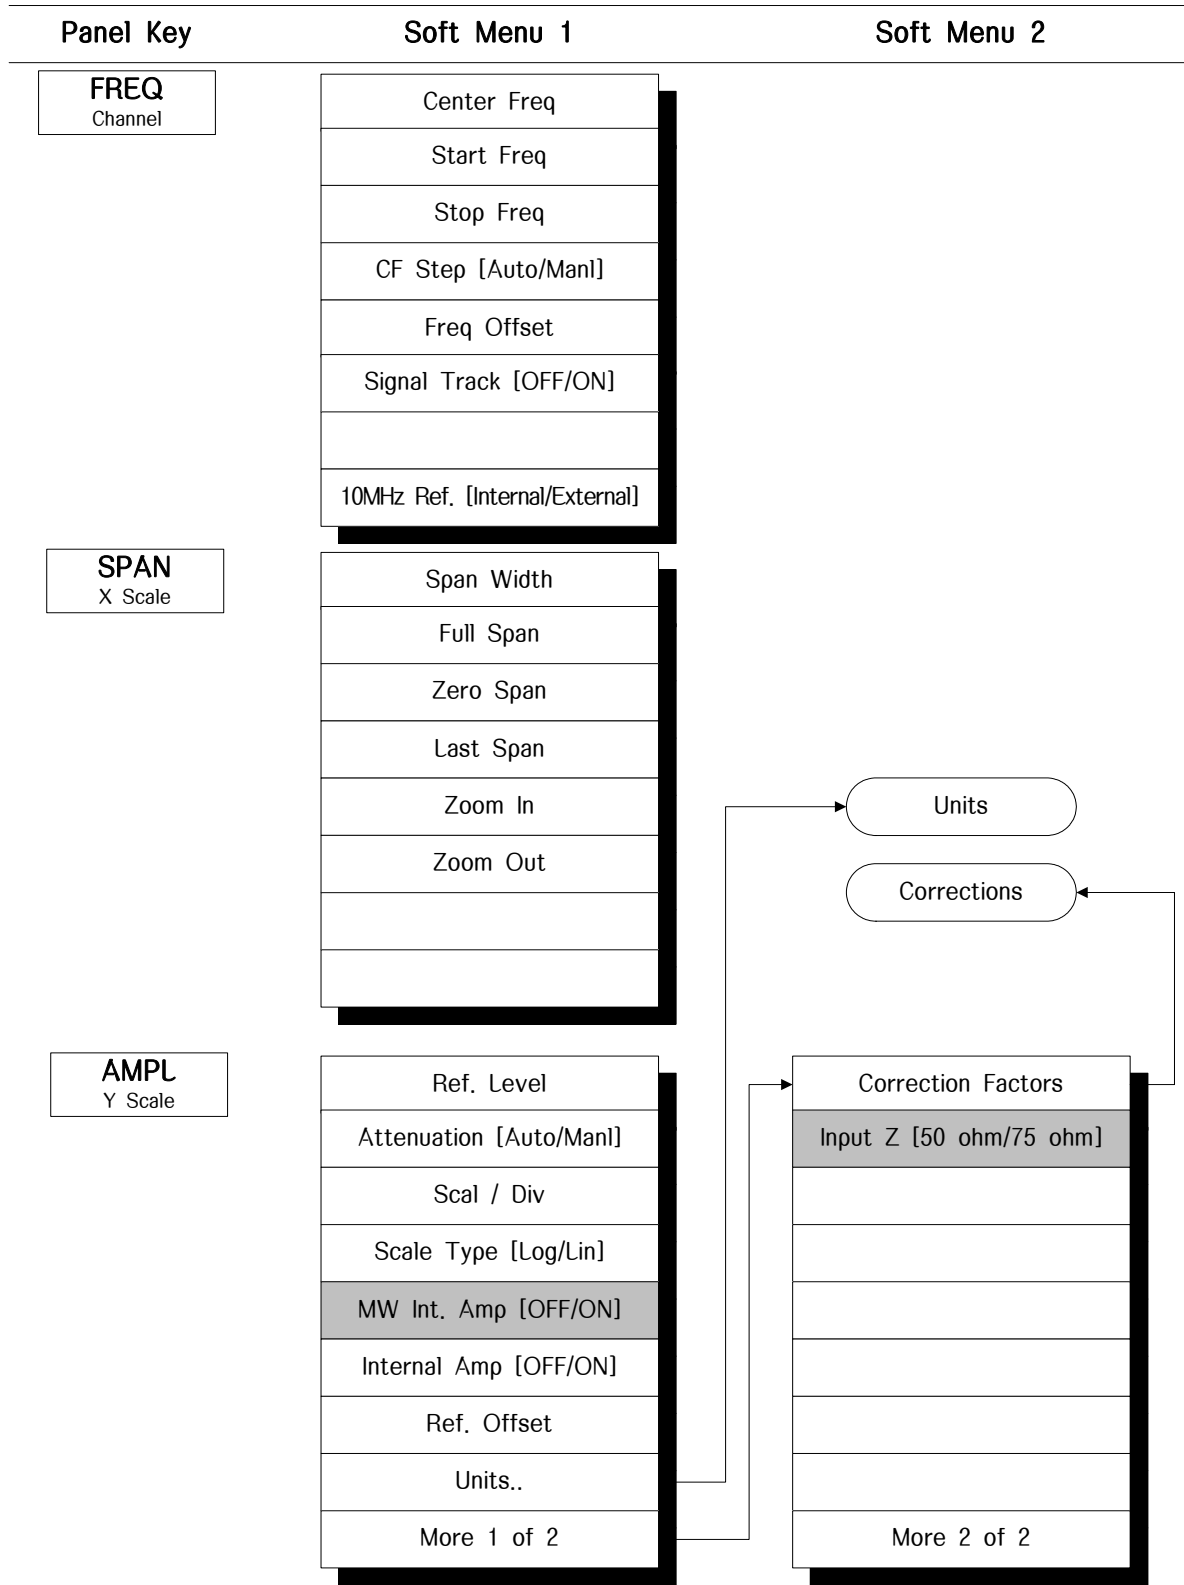 Panel Key
Soft Menu 1
Soft Menu 2
FREQ
Channel
Center Freq
Start Freq
Stop Freq
CF Step [Auto/Manl]
Freq Offset
Signal Track [OFF/ON]
10MHz Ref. [Internal/External]
SPAN
X Scale
Span Width
Full Span
Zero Span
Last Span
Zoom In
Zoom Out
Units
Corrections
AMPL
Y Scale
Ref. Level
Attenuation [Auto/Manl]
Scal / Div
Scale Type [Log/Lin]
MW Int. Amp [OFF/ON]
Internal Amp [OFF/ON]
Ref. Offset
Units..
More 1 of 2
Correction Factors
Input Z [50 ohm/75 ohm]
More 2 of 2